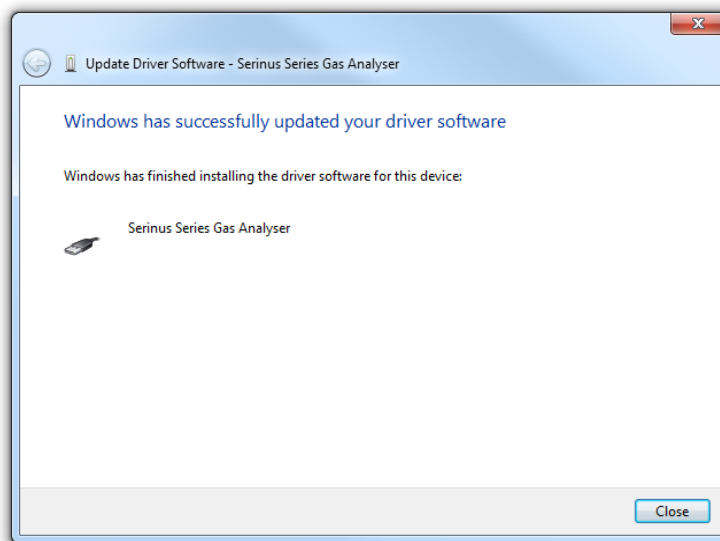 Update Driver Software - Serinus Series Gas Analyser
Windows has successfully updated your driver software
Windows has finished installing the driver software for this device:
Serinus Series Gas Analyser
Close